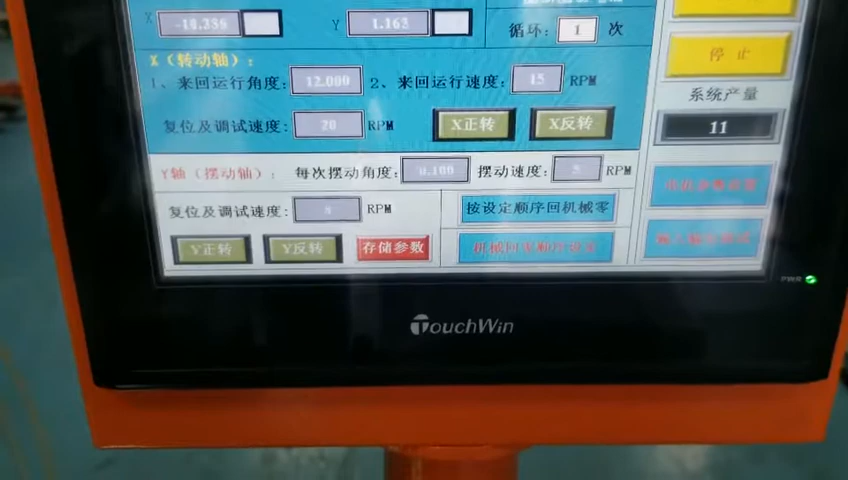 X -10.336 Y 1.162
循环: 1 次
停止
X（转动轴）:
1、来回运行角度: 12.000 2、来回运行速度: 15 RPM
系统产量
复位及调试速度: 20 RPM X正转 X反转
11
Y轴（摆动轴）: 每次摆动角度: 0.100 摆动速度: 5 RPM
复位及调试速度: RPM 按设定顺序回机械零
Y正转 Y反转 存储参数
TouchWin
PWR